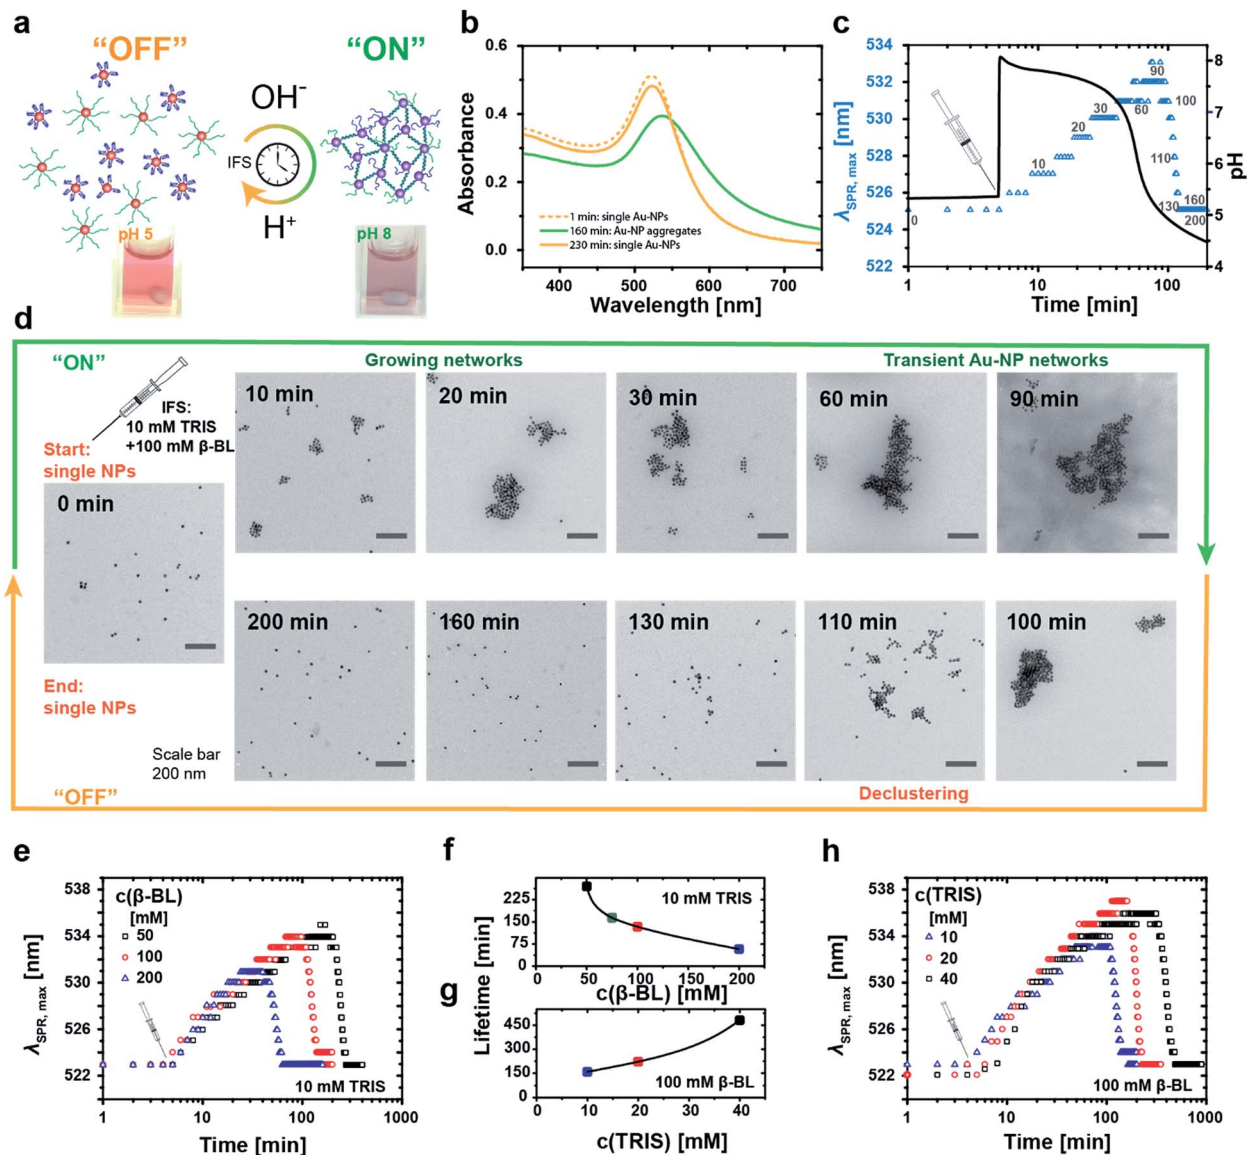 a
“OFF”
“ON”
OH-
IFS
H+
pH 5
pH 8
b
Absorbance
0.6
0.4
0.2
0.0
1 min: single Au-NPs
160 min: Au-NP aggregates
230 min: single Au-NPs
400 500 600 700
Wavelength [nm]
c
λSPR, max [nm]
534
532
530
528
526
524
522
0
10
20
30
60
90
100
110
130
160
200
8
7
6
5
4
pH
1 10 100
Time [min]
d
“ON”
Growing networks
Transient Au-NP networks
IFS:
10 mM TRIS
+100 mM β-BL
Start:
single NPs
0 min
10 min
20 min
30 min
60 min
90 min
200 min
160 min
130 min
110 min
100 min
End:
single NPs
Scale bar
200 nm
“OFF”
Declustering
e
λSPR, max [nm]
538
534
530
526
522
c(β-BL)
[mM]
50
100
200
10 mM TRIS
1 10 100 1000
Time [min]
f
Lifetime [min]
225
150
75
0
10 mM TRIS
0 50 100 150 200
c(β-BL) [mM]
g
450
300
150
0
100 mM β-BL
0 10 20 30 40
c(TRIS) [mM]
h
λSPR, max [nm]
538
534
530
526
522
c(TRIS)
[mM]
10
20
40
100 mM β-BL
1 10 100 1000
Time [min]